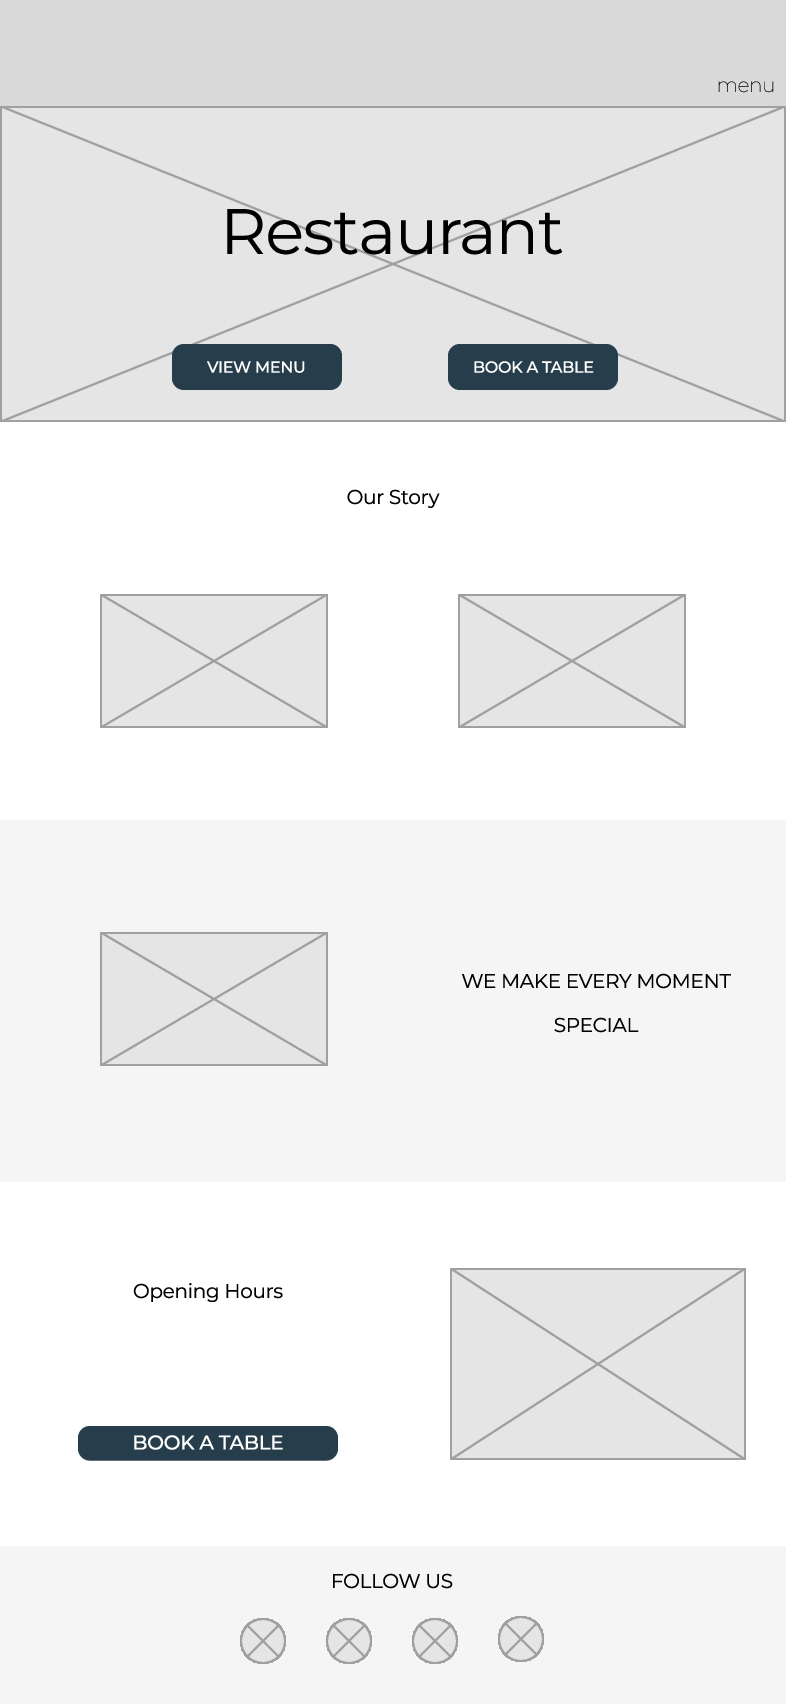 menu
Restaurant
VIEW MENU
BOOK A TABLE
Our Story
WE MAKE EVERY MOMENT
SPECIAL
Opening Hours
BOOK A TABLE
FOLLOW US